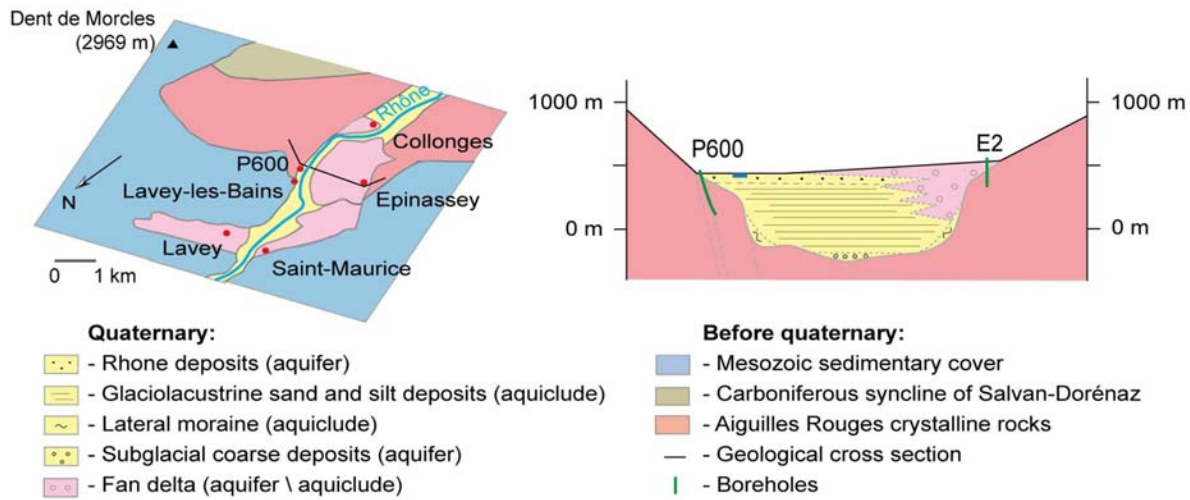 Dent de Morcles
(2969 m)
Rhône
Collonges
P600
Lavey-les-Bains
Epinassey
N
Lavey
Saint-Maurice
0 1 km
1000 m
1000 m
P600
E2
0 m
0 m
Quaternary:
- Rhone deposits (aquifer)
- Glaciolacustrine sand and silt deposits (aquiclude)
- Lateral moraine (aquiclude)
- Subglacial coarse deposits (aquifer)
- Fan delta (aquifer \ aquiclude)
Before quaternary:
- Mesozoic sedimentary cover
- Carboniferous syncline of Salvan-Dorénaz
- Aiguilles Rouges crystalline rocks
- Geological cross section
- Boreholes